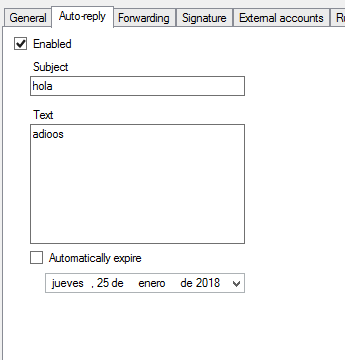 General Auto-reply Forwarding Signature External accounts
Enabled
Subject
hola
Text
adioos
Automatically expire
jueves , 25 de enero de 2018